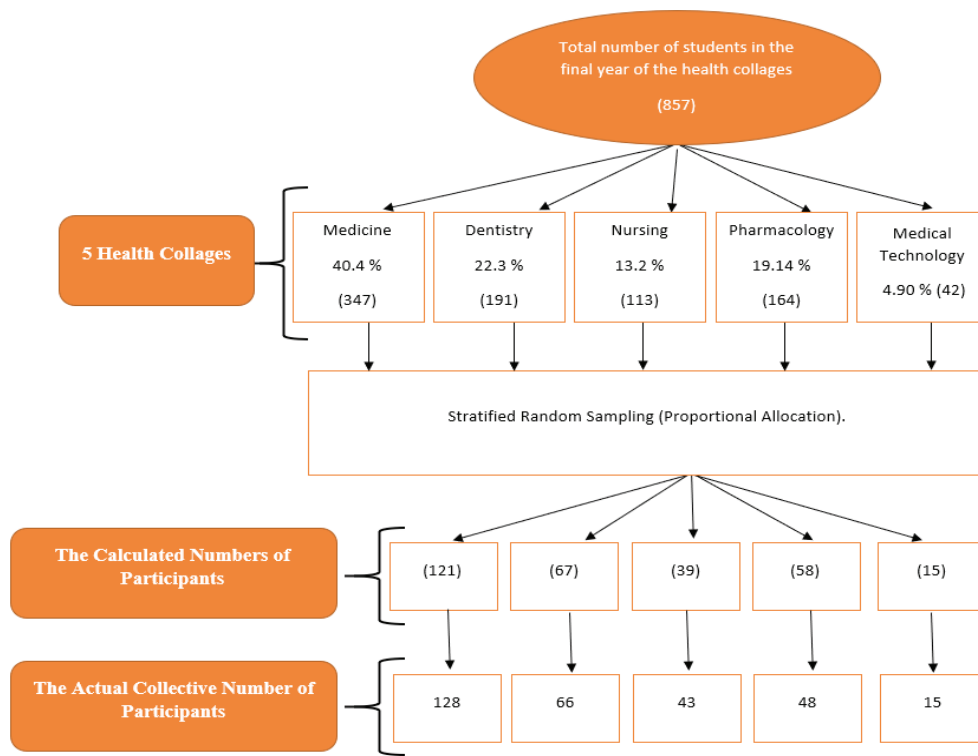 Total number of students in the
final year of the health collages
(857)
5 Health Collages
Medicine
40.4 %
(347)
Dentistry
22.3 %
(191)
Nursing
13.2 %
(113)
Pharmacology
19.14 %
(164)
Medical
Technology
4.90 % (42)
Stratified Random Sampling (Proportional Allocation).
The Calculated Numbers of
Participants
(121)
(67)
(39)
(58)
(15)
The Actual Collective Number of
Participants
128
66
43
48
15